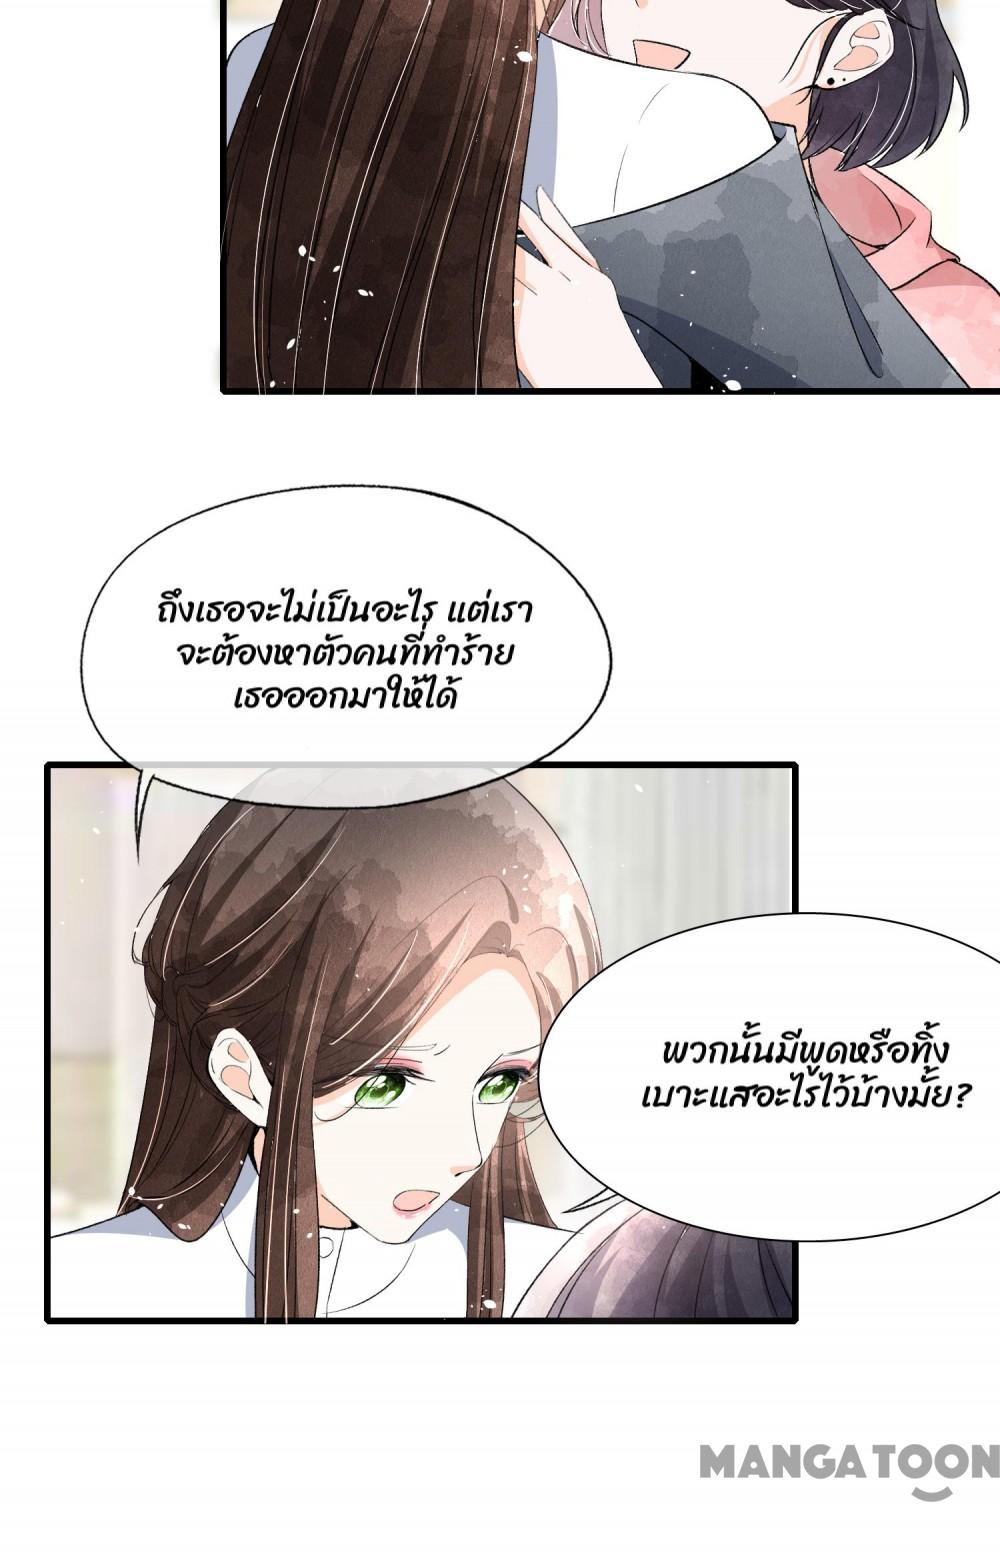 ถึงเธอจะไม่เป็นอะไร แต่เรา
จะต้องหาตัวคนที่ทำร้าย
เธอออกมาให้ได้
พวกนั้นมีพูดหรือทิ้ง
เบาะแสอะไรไว้บ้างมั้ย?
MANGATOON